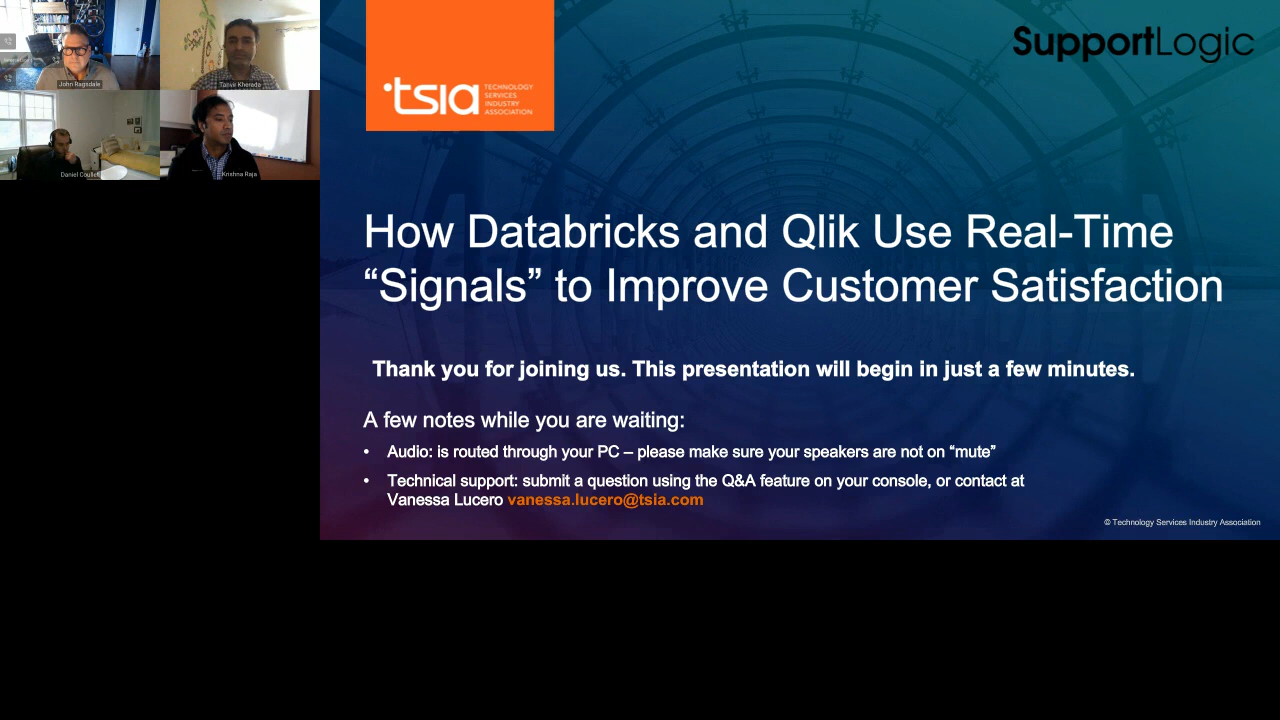 John Ragsdale
Krishna Raja
tsia
TECHNOLOGY
SERVICES
INDUSTRY
ASSOCIATION
SupportLogic
How Databricks and Qlik Use Real-Time
“Signals” to Improve Customer Satisfaction
Thank you for joining us. This presentation will begin in just a few minutes.
A few notes while you are waiting:
• Audio: is routed through your PC – please make sure your speakers are not on “mute”
• Technical support: submit a question using the Q&A feature on your console, or contact at
Vanessa Lucero vanessa.lucero@tsia.com
© Technology Services Industry Association